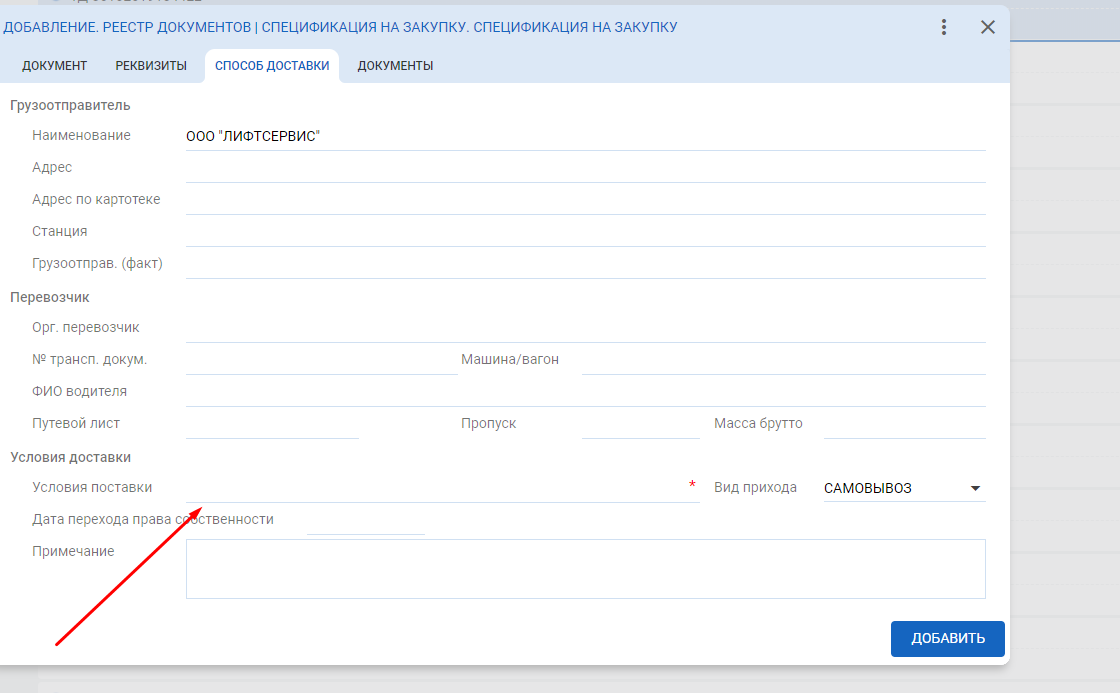 ДОБАВЛЕНИЕ. РЕЕСТР ДОКУМЕНТОВ | СПЕЦИФИКАЦИЯ НА ЗАКУПКУ. СПЕЦИФИКАЦИЯ НА ЗАКУПКУ
ДОКУМЕНТ РЕКВИЗИТЫ СПОСОБ ДОСТАВКИ ДОКУМЕНТЫ
Грузоотправитель
Наименование ООО "ЛИФТСЕРВИС"
Адрес
Адрес по картотеке
Станция
Грузоотправ. (факт)
Перевозчик
Орг. перевозчик
№ трансп. докум. Машина/вагон
ФИО водителя
Путевой лист Пропуск Масса брутто
Условия доставки
Условия поставки * Вид прихода САМОВЫВОЗ
Дата перехода права собственности
Примечание
ДОБАВИТЬ